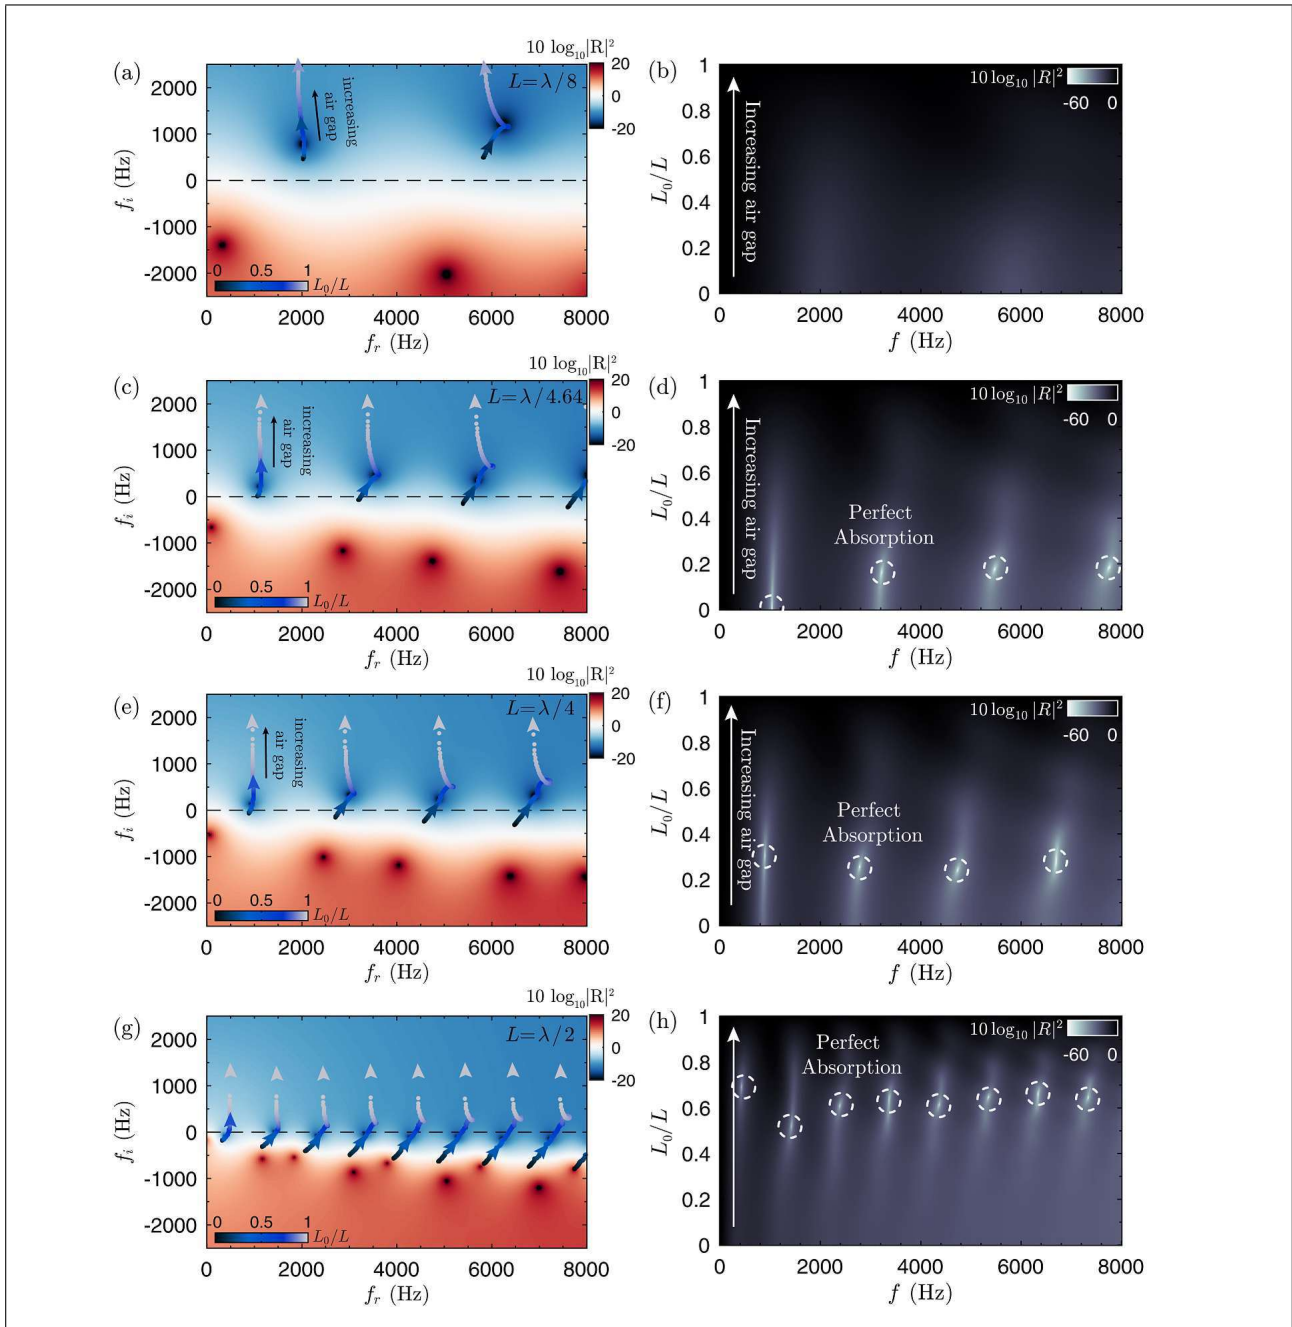 (a)
10 log₁₀|R|²
20
0
-20
L=λ/8
increasing
air gap
2000
1000
0
-1000
-2000
fᵢ (Hz)
0 0.5 1
L₀/L
0 2000 4000 6000 8000
fᵣ (Hz)
(b)
10 log₁₀ |R|²
-60 0
Increasing air gap
1
0.8
0.6
0.4
0.2
0
L₀/L
0 2000 4000 6000 8000
f (Hz)
(c)
10 log₁₀|R|²
20
0
-20
L=λ/4.64
increasing
air gap
2000
1000
0
-1000
-2000
fᵢ (Hz)
0 0.5 1
L₀/L
0 2000 4000 6000 8000
fᵣ (Hz)
(d)
10 log₁₀ |R|²
-60 0
Increasing air gap
Perfect
Absorption
1
0.8
0.6
0.4
0.2
0
L₀/L
0 2000 4000 6000 8000
f (Hz)
(e)
10 log₁₀|R|²
20
0
-20
L=λ/4
increasing
air gap
2000
1000
0
-1000
-2000
fᵢ (Hz)
0 0.5 1
L₀/L
0 2000 4000 6000 8000
fᵣ (Hz)
(f)
10 log₁₀ |R|²
-60 0
Increasing air gap
Perfect
Absorption
1
0.8
0.6
0.4
0.2
0
L₀/L
0 2000 4000 6000 8000
f (Hz)
(g)
10 log₁₀|R|²
20
0
-20
L=λ/2
2000
1000
0
-1000
-2000
fᵢ (Hz)
0 0.5 1
L₀/L
0 2000 4000 6000 8000
fᵣ (Hz)
(h)
10 log₁₀ |R|²
-60 0
Perfect
Absorption
1
0.8
0.6
0.4
0.2
0
L₀/L
0 2000 4000 6000 8000
f (Hz)